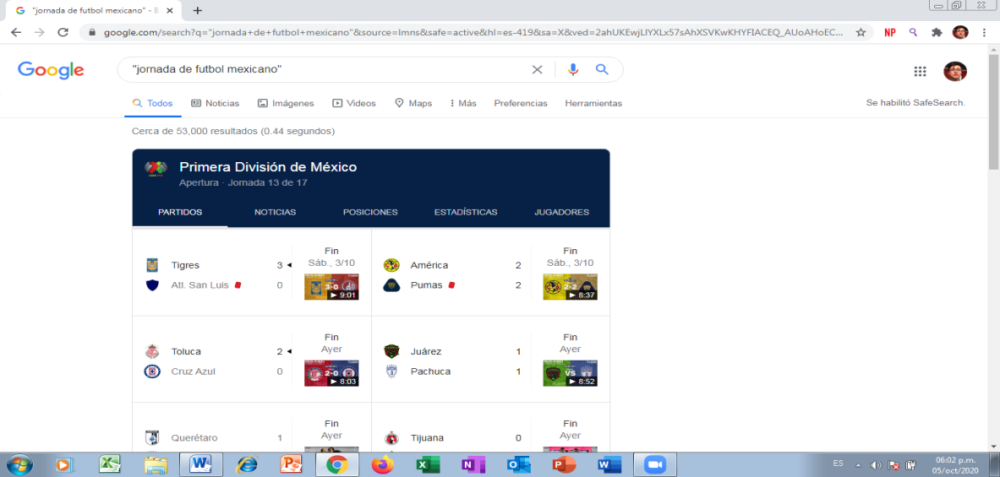 "jornada de futbol mexicano" - B
google.com/search?q="jornada+de+futbol+mexicano"&source=lmns&safe=active&hl=es-419&sa=X&ved=2ahUKEwjLlYXLx57sAhXSVKwKHYFIACEQ_AUoAHoEC...
NP
Google
"jornada de futbol mexicano"
Todos Noticias Imágenes Videos Maps Más Preferencias Herramientas
Se habilitó SafeSearch.
Cerca de 53,000 resultados (0.44 segundos)
Primera División de México
Apertura · Jornada 13 de 17
PARTIDOS NOTICIAS POSICIONES ESTADÍSTICAS JUGADORES
Tigres 3
Atl. San Luis 0
Fin
Sáb., 3/10
3-0
9:01
América 2
Pumas 2
Fin
Sáb., 3/10
2-2
8:37
Toluca 2
Cruz Azul 0
Fin
Ayer
2-0
8:03
Juárez 1
Pachuca 1
Fin
Ayer
VS
8:52
Querétaro 1
Fin
Ayer
Tijuana 0
Fin
Ayer
ES
06:02 p.m.
05/oct/2020